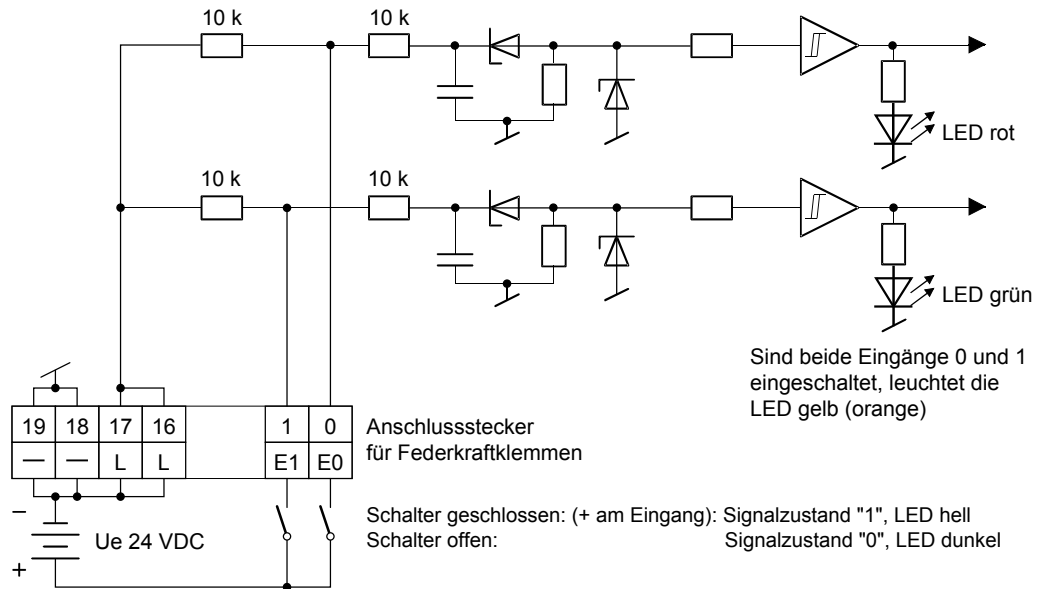 10 k
10 k
LED rot
10 k
10 k
LED grün
Sind beide Eingänge 0 und 1
eingeschaltet, leuchtet die
LED gelb (orange)
19 18 17 16 1 0
— — L L E1 E0
Anschlussstecker
für Federkraftklemmen
–
Ue 24 VDC
+
Schalter geschlossen: (+ am Eingang): Signalzustand "1", LED hell
Schalter offen: Signalzustand "0", LED dunkel